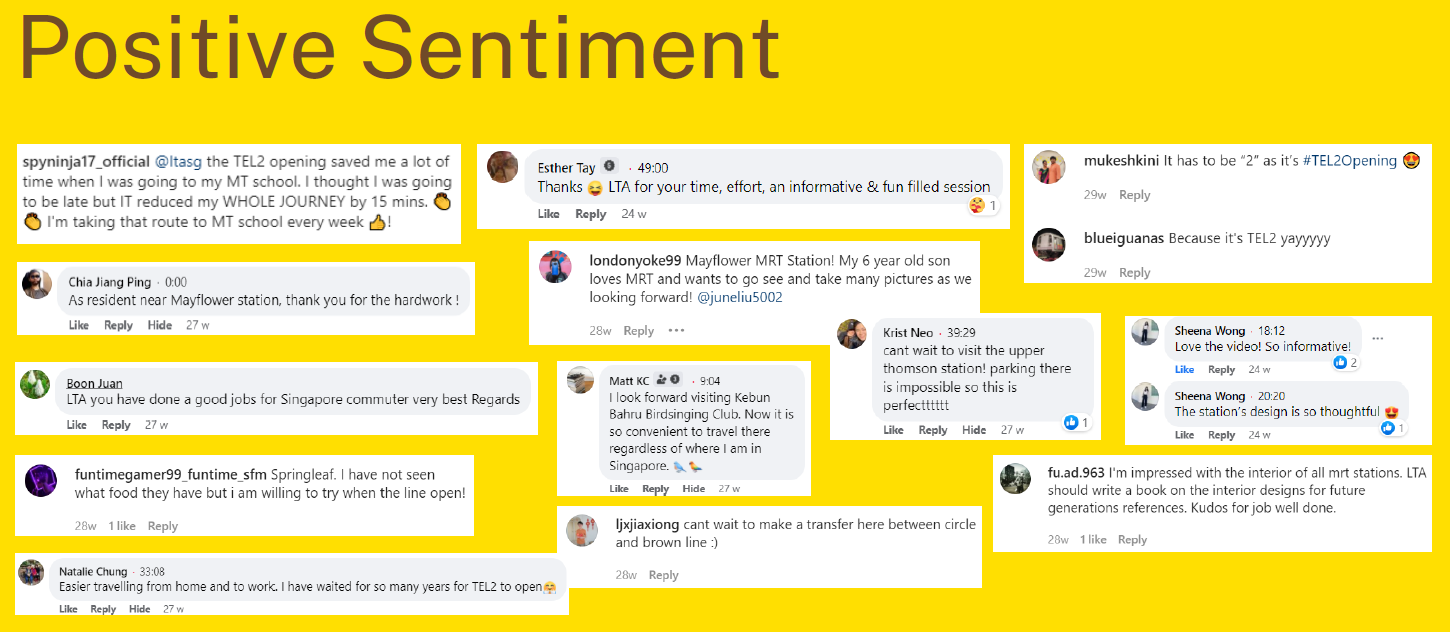 Positive Sentiment
spyninja17_official @ltasg the TEL2 opening saved me a lot of
time when I was going to my MT school. I thought I was going
to be late but IT reduced my WHOLE JOURNEY by 15 mins. 👏
👏 I'm taking that route to MT school every week 👍!
Chia Jiang Ping · 0:00
As resident near Mayflower station, thank you for the hardwork !
Like Reply Hide 27 w
Boon Juan
LTA you have done a good jobs for Singapore commuter very best Regards
Like Reply 27 w
funtimegamer99_funtime_sfm Springleaf. I have not seen
what food they have but i am willing to try when the line open!
28w 1 like Reply
Natalie Chung · 33:08
Easier travelling from home and to work. I have waited for so many years for TEL2 to open🤗
Like Reply Hide 27 w
Esther Tay · 49:00
Thanks 😆 LTA for your time, effort, an informative & fun filled session
1
Like Reply 24 w
londonyoke99 Mayflower MRT Station! My 6 year old son
loves MRT and wants to go see and take many pictures as we
looking forward! @juneliu5002
28w Reply •••
Matt KC · 9:04
I look forward visiting Kebun
Bahru Birdsinging Club. Now it is
so convenient to travel there
regardless of where I am in
Singapore. 🐦🐤
Like Reply Hide 27 w
ljxjiaxiong cant wait to make a transfer here between circle
and brown line :)
28w Reply
Krist Neo · 39:29
cant wait to visit the upper
thomson station! parking there
is impossible so this is
perfectttttt
1
Like Reply Hide 27 w
mukeshkini It has to be “2” as it’s #TEL2Opening 😍
29w Reply
blueiguanas Because it's TEL2 yayyyyy
29w Reply
Sheena Wong · 18:12
Love the video! So informative!
2
Like Reply 24 w
Sheena Wong · 20:20
The station’s design is so thoughtful 😍
1
Like Reply 24 w
fu.ad.963 I'm impressed with the interior of all mrt stations. LTA
should write a book on the interior designs for future
generations references. Kudos for job well done.
28w 1 like Reply